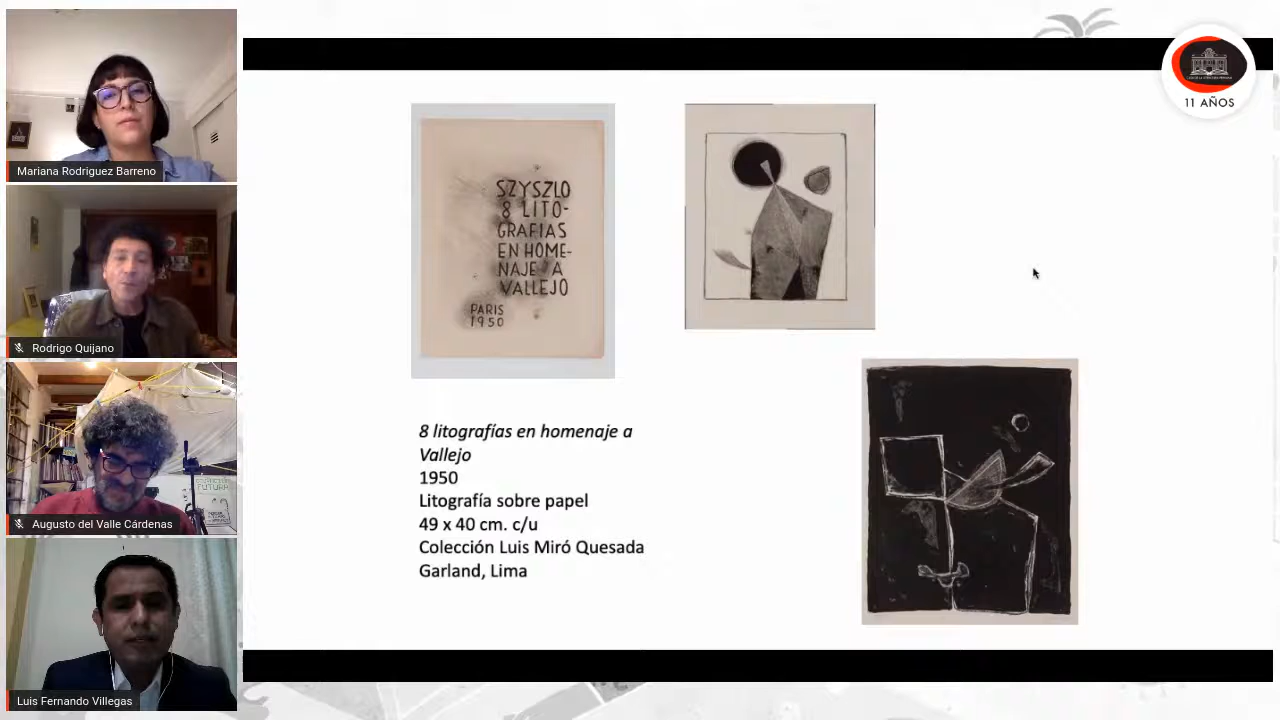 Mariana Rodriguez Barreno
Rodrigo Quijano
Augusto del Valle Cárdenas
Luis Fernando Villegas
SZYSZLO
8 LITO-
GRAFIAS
EN HOME-
NAJE A
VALLEJO
PARIS
1950
8 litografías en homenaje a
Vallejo
1950
Litografía sobre papel
49 x 40 cm. c/u
Colección Luis Miró Quesada
Garland, Lima
11 AÑOS